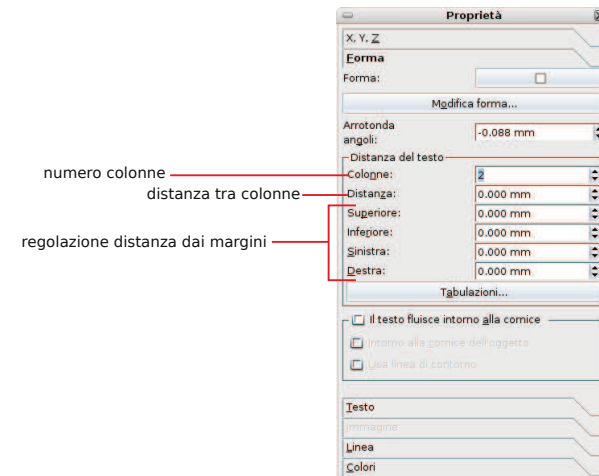 Proprietà
X, Y, Z
Forma
Forma:
Modifica forma...
Arrotonda
angoli:
-0.088 mm
Distanza del testo
numero colonne
Colonne:
2
distanza tra colonne
Distanza:
0.000 mm
Superiore:
0.000 mm
regolazione distanza dai margini
Inferiore:
0.000 mm
Sinistra:
0.000 mm
Destra:
0.000 mm
Tabulazioni...
Il testo fluisce intorno alla cornice
Intorno alla cornice dell'oggetto
Usa linea di contorno
Testo
Immagine
Linea
Colori